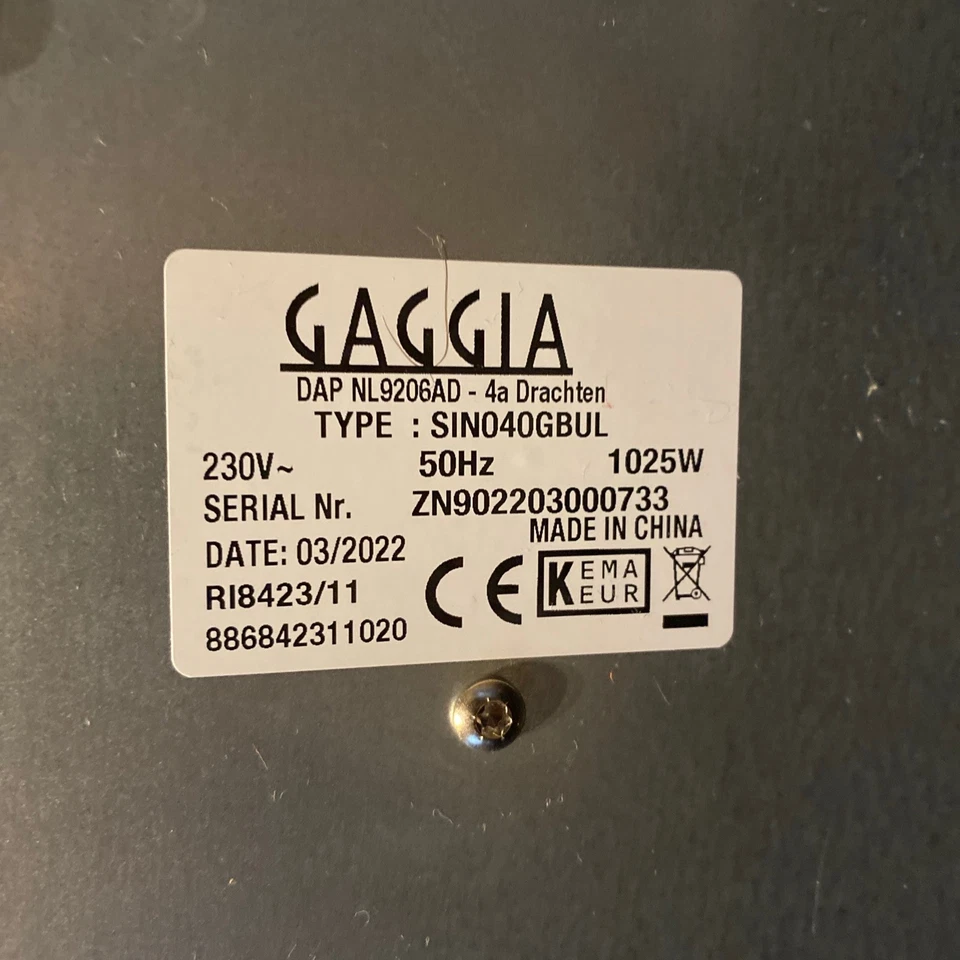 GAGGIA
DAP NL9206AD - 4a Drachten
TYPE : SIN040GBUL
230V~ 50Hz 1025W
SERIAL Nr. ZN902203000733
MADE IN CHINA
DATE: 03/2022
RI8423/11
886842311020
CE
KEMA
KEUR